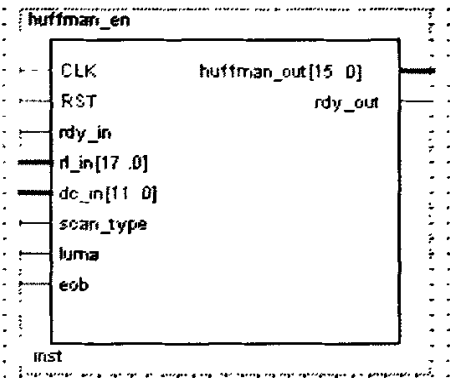 huffman_en
CLK huffman_out[15..0]
RST rdy_out
rdy_in
rl_in[17..0]
dc_in[11..0]
scan_type
luma
eob
inst